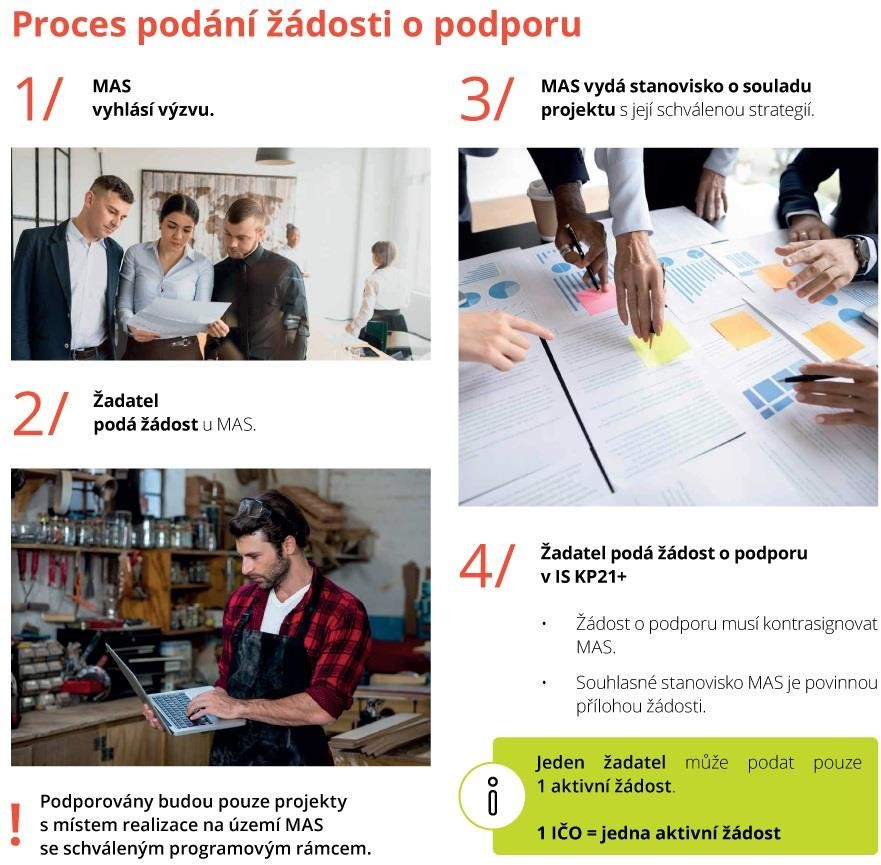 Proces podání žádosti o podporu
1/
MAS
vyhlásí výzvu.
2/
Žadatel
podá žádost u MAS.
! Podporovány budou pouze projekty
s místem realizace na území MAS
se schváleným programovým rámcem.
3/
MAS vydá stanovisko o souladu
projektu s její schválenou strategií.
4/
Žadatel podá žádost o podporu
v IS KP21+
• Žádost o podporu musí kontrasignovat
MAS.
• Souhlasné stanovisko MAS je povinnou
přílohou žádosti.
i
Jeden žadatel může podat pouze
1 aktivní žádost.
1 IČO = jedna aktivní žádost